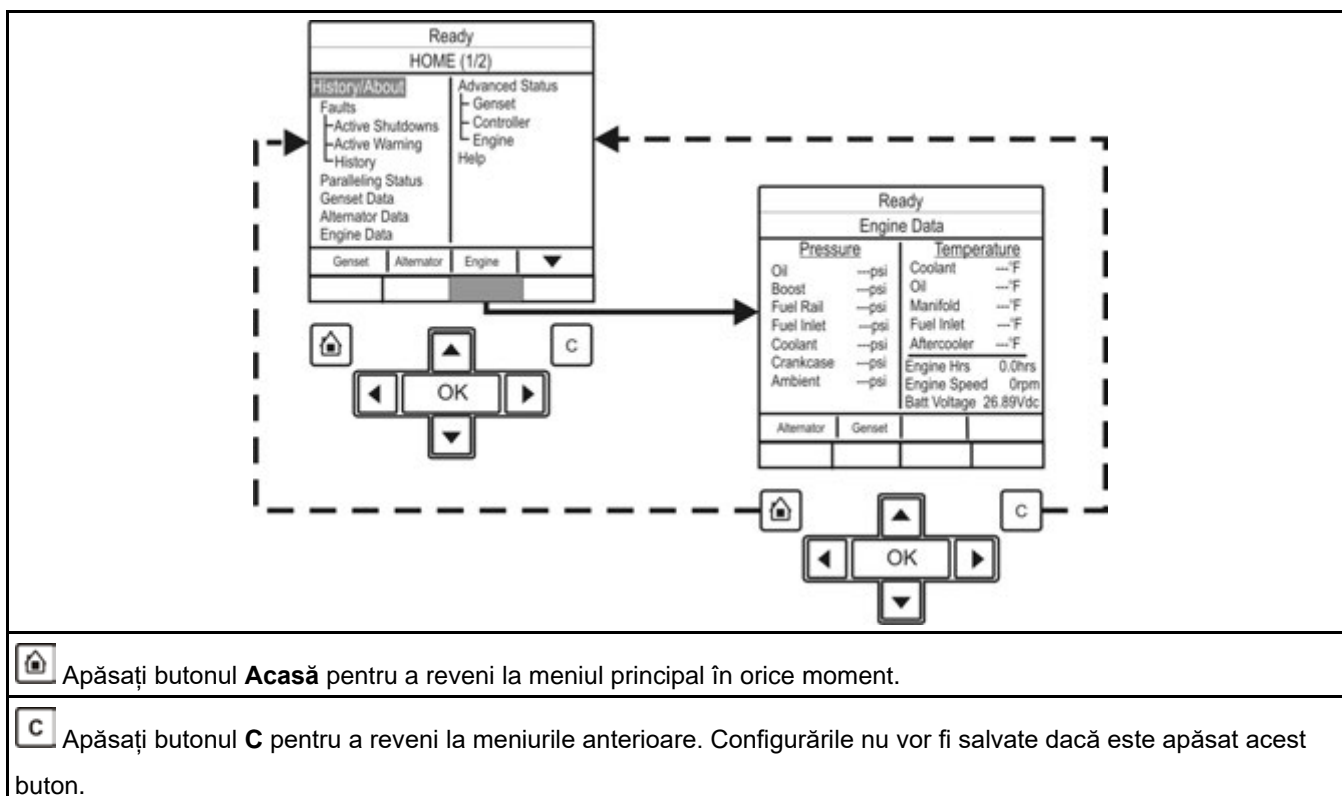 Ready
HOME (1/2)
History/About
Faults
Active Shutdowns
Active Warning
History
Paralleling Status
Genset Data
Alternator Data
Engine Data
Advanced Status
Genset
Controller
Engine
Help
Genset Alternator Engine ▼
C
OK
Ready
Engine Data
Pressure
Oil ---psi
Boost ---psi
Fuel Rail ---psi
Fuel Inlet ---psi
Coolant ---psi
Crankcase ---psi
Ambient ---psi
Temperature
Coolant ---°F
Oil ---°F
Manifold ---°F
Fuel Inlet ---°F
Aftercooler ---°F
Engine Hrs 0.0hrs
Engine Speed 0rpm
Batt Voltage 26.89Vdc
Alternator Genset
C
OK
Apăsați butonul Acasă pentru a reveni la meniul principal în orice moment.
C Apăsați butonul C pentru a reveni la meniurile anterioare. Configurările nu vor fi salvate dacă este apăsat acest
buton.